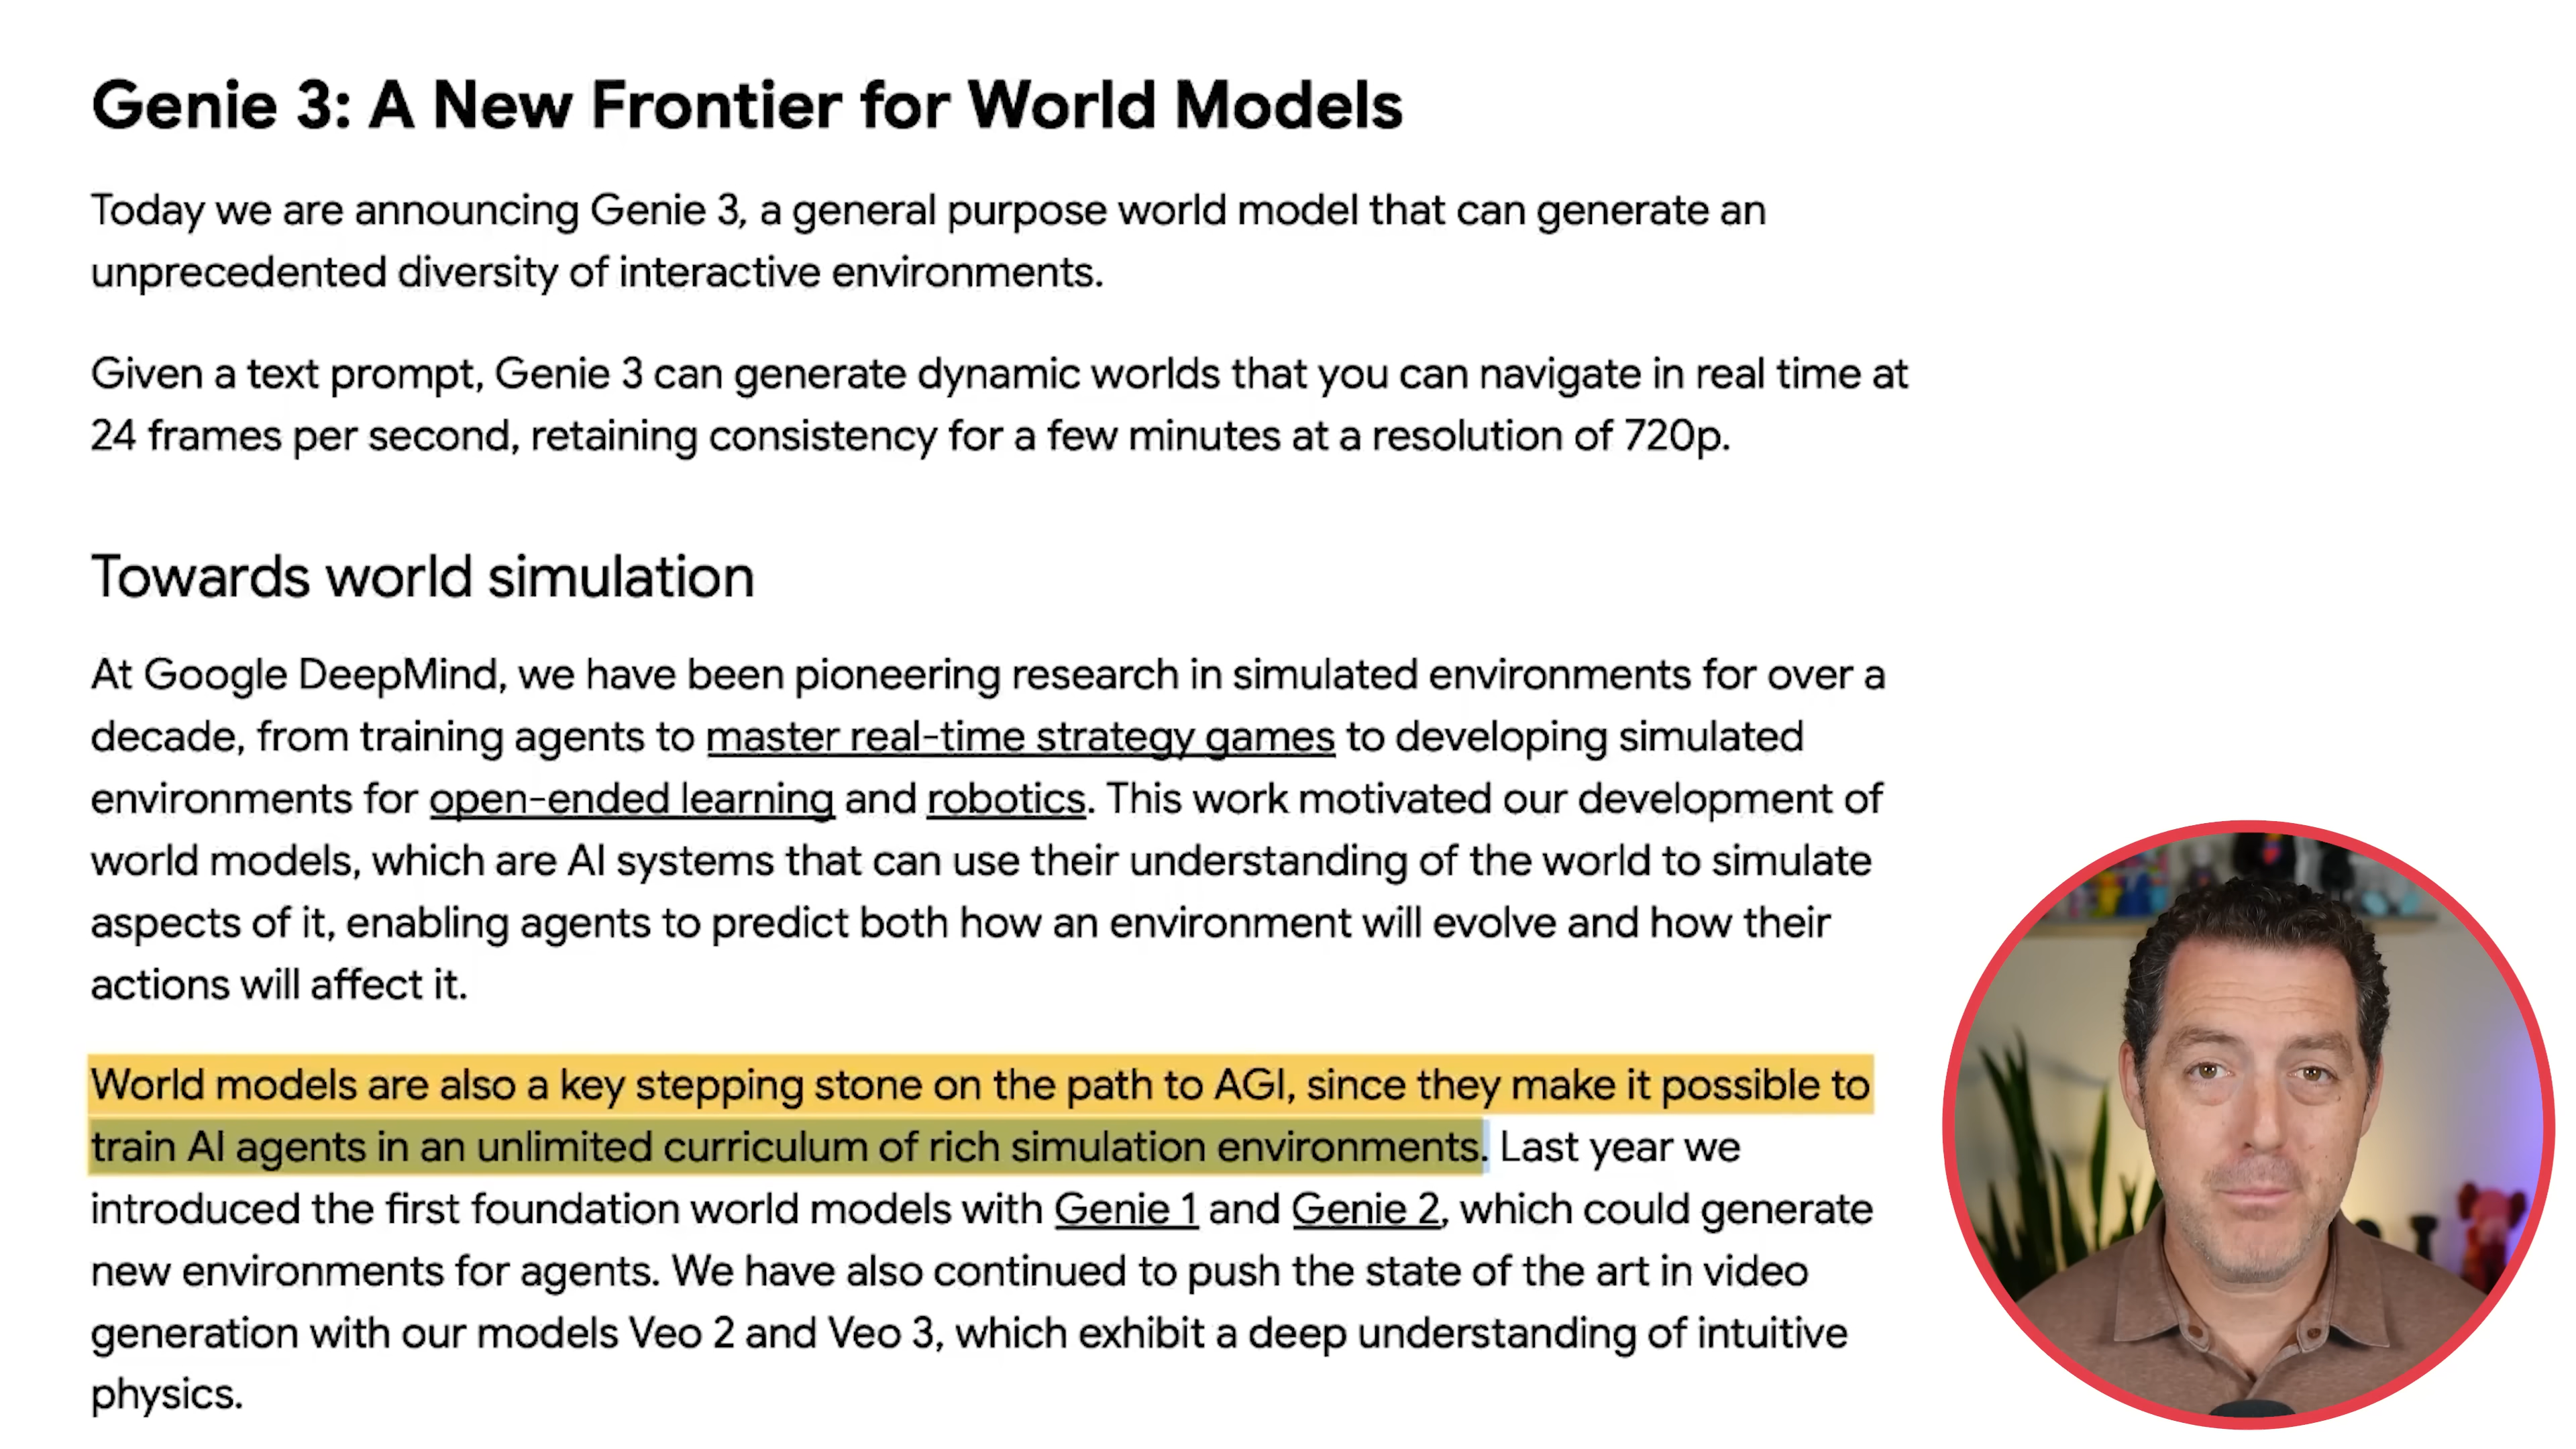 Genie 3: A New Frontier for World Models
Today we are announcing Genie 3, a general purpose world model that can generate an
unprecedented diversity of interactive environments.
Given a text prompt, Genie 3 can generate dynamic worlds that you can navigate in real time at
24 frames per second, retaining consistency for a few minutes at a resolution of 720p.
Towards world simulation
At Google DeepMind, we have been pioneering research in simulated environments for over a
decade, from training agents to master real-time strategy games to developing simulated
environments for open-ended learning and robotics. This work motivated our development of
world models, which are AI systems that can use their understanding of the world to simulate
aspects of it, enabling agents to predict both how an environment will evolve and how their
actions will affect it.
World models are also a key stepping stone on the path to AGI, since they make it possible to
train AI agents in an unlimited curriculum of rich simulation environments. Last year we
introduced the first foundation world models with Genie 1 and Genie 2, which could generate
new environments for agents. We have also continued to push the state of the art in video
generation with our models Veo 2 and Veo 3, which exhibit a deep understanding of intuitive
physics.